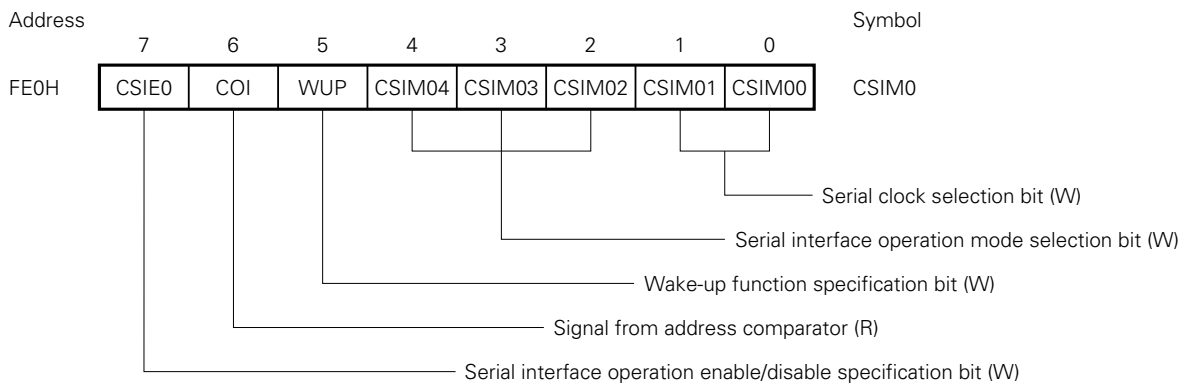 Address Symbol
7 6 5 4 3 2 1 0
FE0H CSIE0 COI WUP CSIM04 CSIM03 CSIM02 CSIM01 CSIM00 CSIM0
Serial clock selection bit (W)
Serial interface operation mode selection bit (W)
Wake-up function specification bit (W)
Signal from address comparator (R)
Serial interface operation enable/disable specification bit (W)